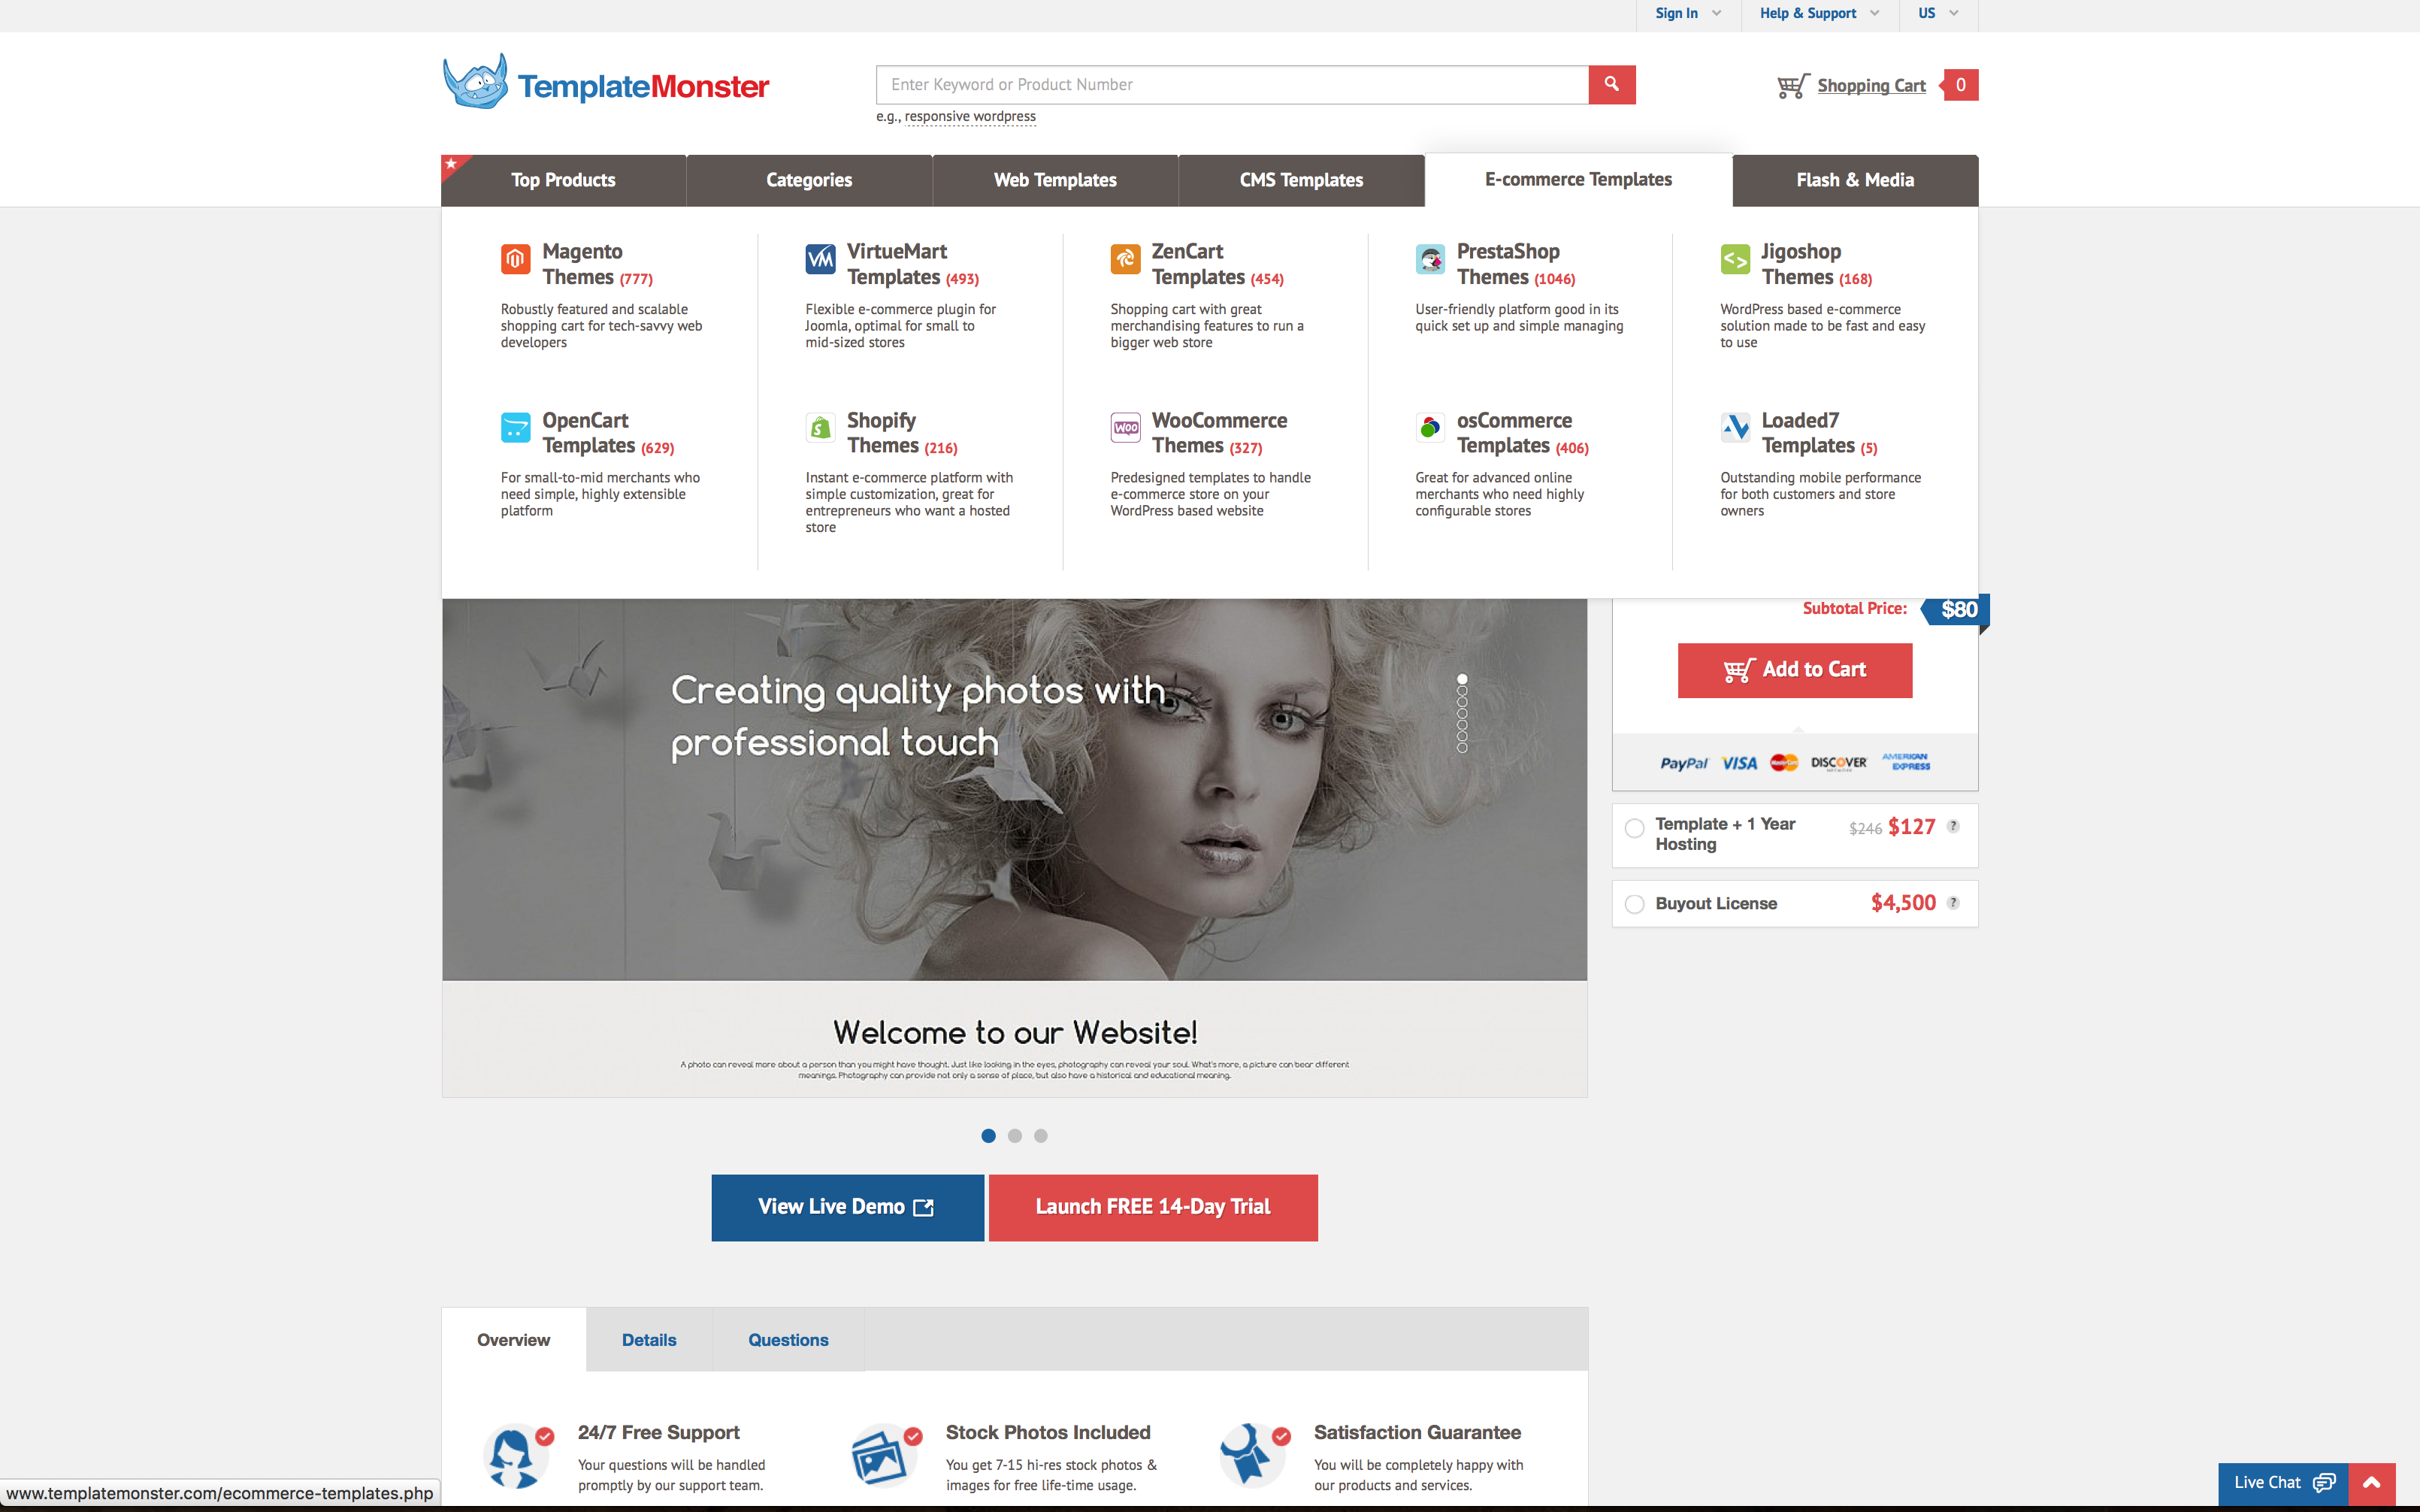 Sign In
Help & Support
US
TemplateMonster
Enter Keyword or Product Number
Shopping Cart
0
e.g., responsive wordpress
Top Products
Categories
Web Templates
CMS Templates
E-commerce Templates
Flash & Media
Magento
Themes (777)
Robustly featured and scalable
shopping cart for tech-savvy web
developers
VM
VirtueMart
Templates (493)
Flexible e-commerce plugin for
Joomla, optimal for small to
mid-sized stores
ZenCart
Templates (454)
Shopping cart with great
merchandising features to run a
bigger web store
PrestaShop
Themes (1046)
User-friendly platform good in its
quick set up and simple managing
Jigoshop
Themes (168)
WordPress based e-commerce
solution made to be fast and easy
to use
OpenCart
Templates (629)
For small-to-mid merchants who
need simple, highly extensible
platform
S
Shopify
Themes (216)
Instant e-commerce platform with
simple customization, great for
entrepreneurs who want a hosted
store
WOO
WooCommerce
Themes (327)
Predesigned templates to handle
e-commerce store on your
WordPress based website
osCommerce
Templates (406)
Great for advanced online
merchants who need highly
configurable stores
Loaded7
Templates (5)
Outstanding mobile performance
for both customers and store
owners
Subtotal Price:
$80
Add to Cart
PayPal VISA MasterCard DISCOVER AMERICAN EXPRESS
Template + 1 Year
Hosting
$246 $127 ?
Buyout License
$4,500 ?
Creating quality photos with
professional touch
Welcome to our Website!
A photo can reveal more about a person than you might have thought. Just like looking in the eyes, photography can reveal your soul. What's more, a picture can bear different
meanings. Photography can provide not only a sense of place, but also have a historical and educational meaning.
View Live Demo
Launch FREE 14-Day Trial
Overview
Details
Questions
24/7 Free Support
Your questions will be handled
promptly by our support team.
Stock Photos Included
You get 7-15 hi-res stock photos &
images for free life-time usage.
Satisfaction Guarantee
You will be completely happy with
our products and services.
www.templatemonster.com/ecommerce-templates.php
Live Chat